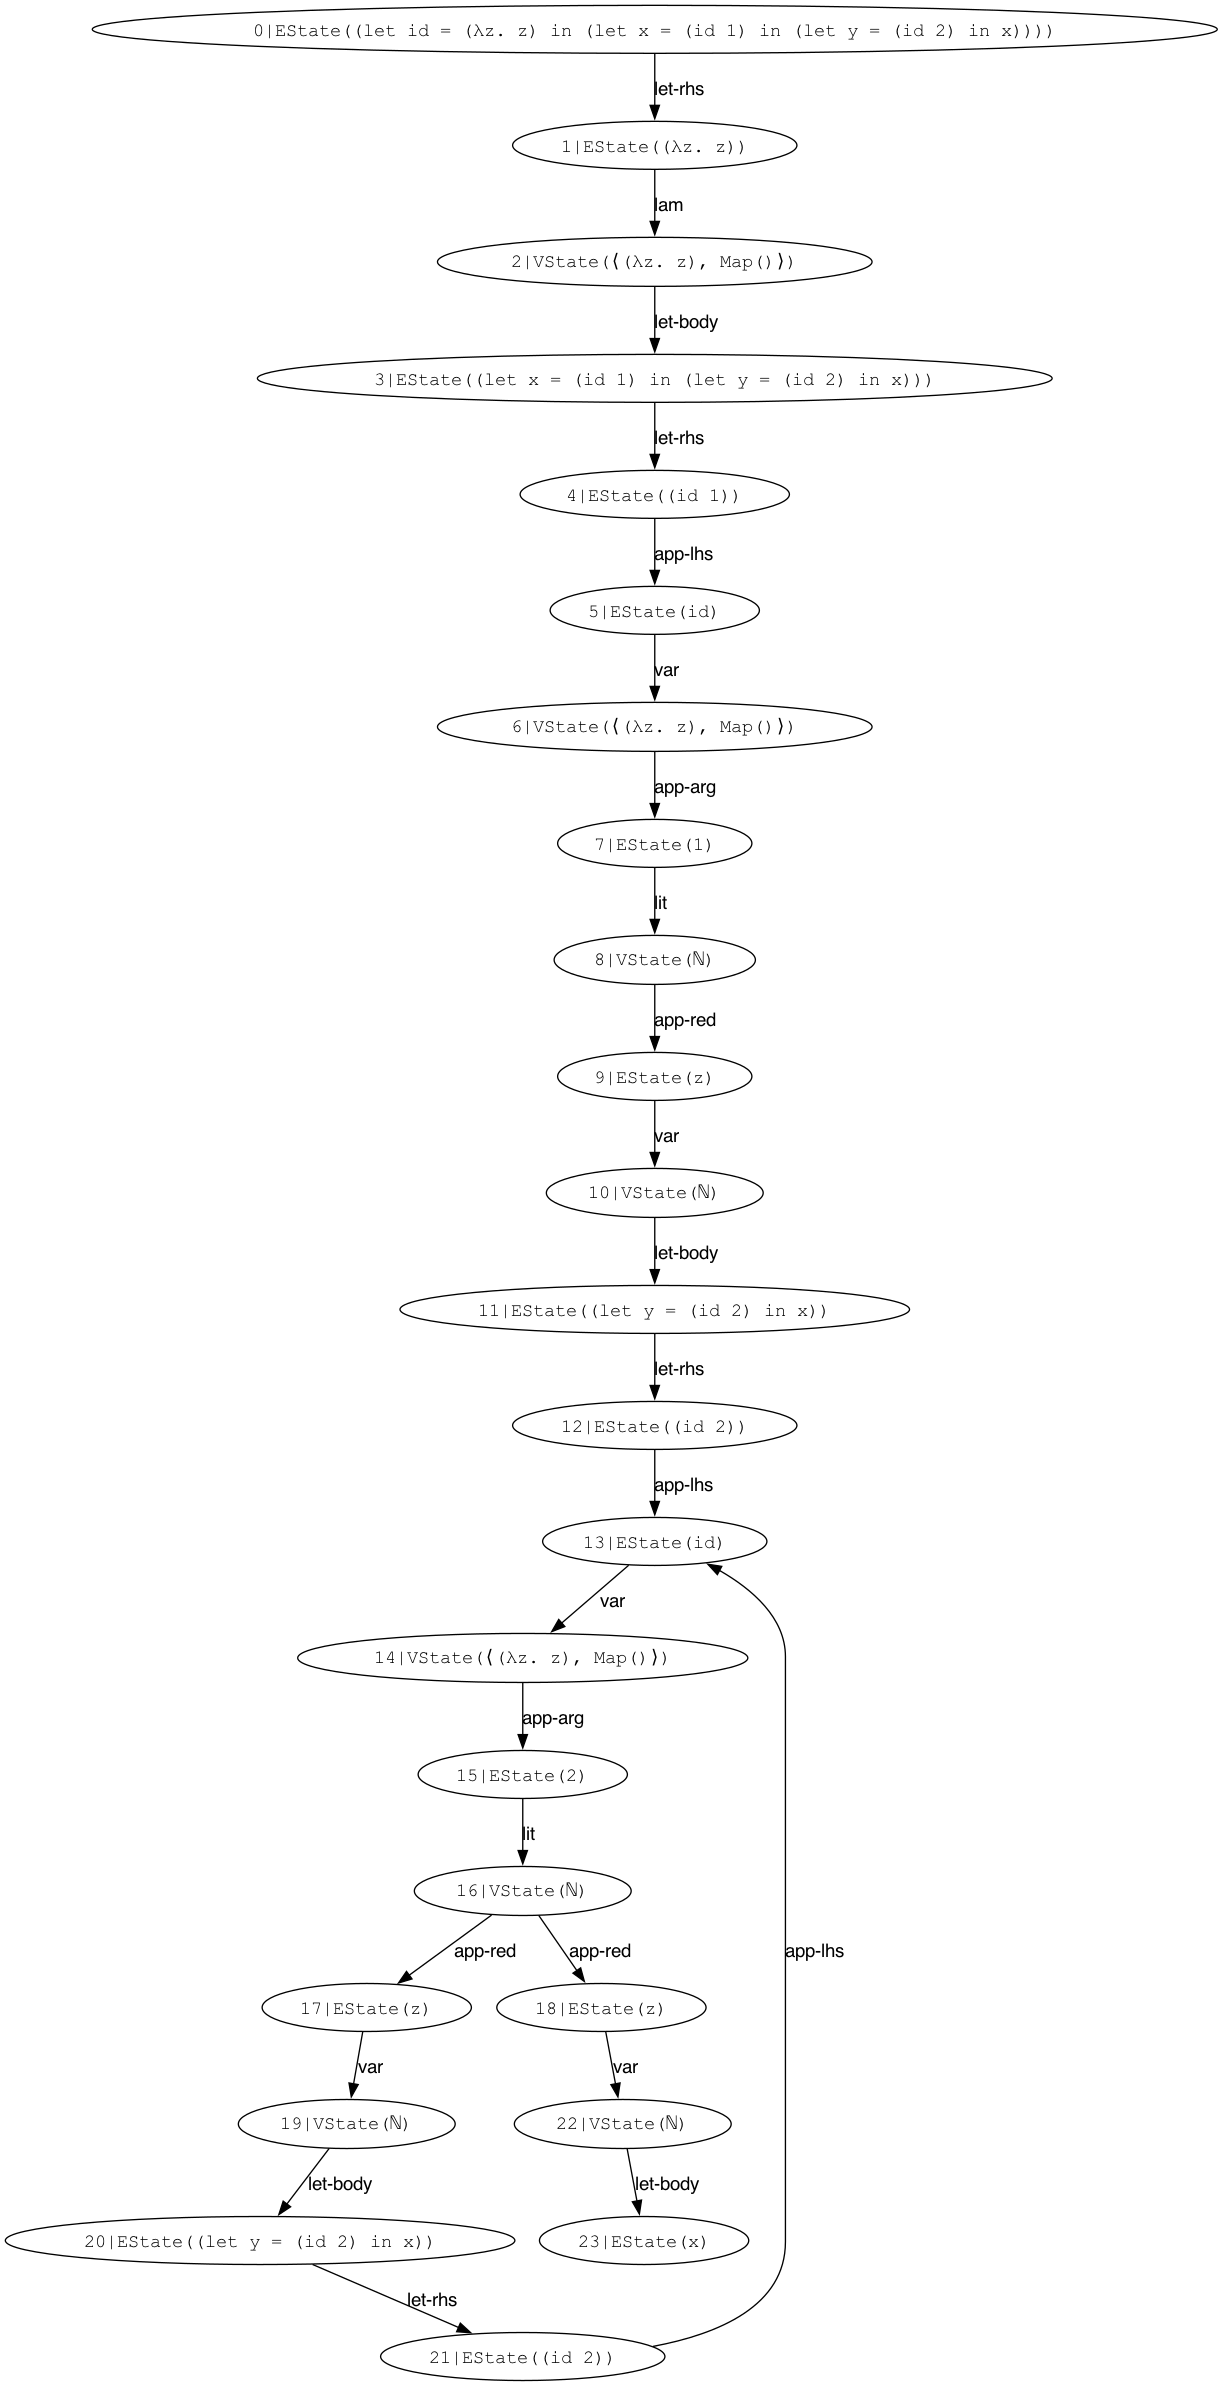 0|EState((let id = (λz. z) in (let x = (id 1) in (let y = (id 2) in x))))
let-rhs
1|EState((λz. z))
lam
2|VState(⟨(λz. z), Map()⟩)
let-body
3|EState((let x = (id 1) in (let y = (id 2) in x)))
let-rhs
4|EState((id 1))
app-lhs
5|EState(id)
var
6|VState(⟨(λz. z), Map()⟩)
app-arg
7|EState(1)
lit
8|VState(ℕ)
app-red
9|EState(z)
var
10|VState(ℕ)
let-body
11|EState((let y = (id 2) in x))
let-rhs
12|EState((id 2))
app-lhs
13|EState(id)
var
14|VState(⟨(λz. z), Map()⟩)
app-arg
15|EState(2)
lit
16|VState(ℕ)
app-red app-red app-lhs
17|EState(z) 18|EState(z)
var var
19|VState(ℕ) 22|VState(ℕ)
let-body let-body
20|EState((let y = (id 2) in x)) 23|EState(x)
let-rhs
21|EState((id 2))